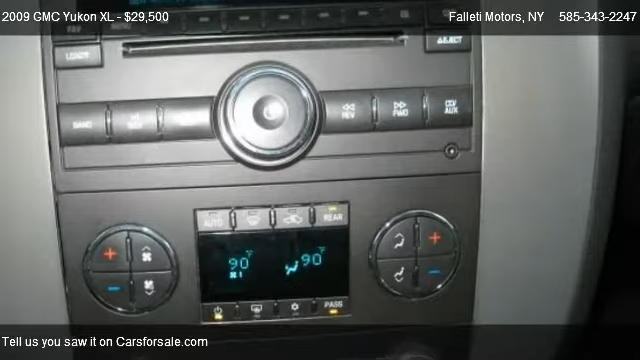 2009 GMC Yukon XL - $29,500
Falleti Motors, NY 585-343-2247
EJECT
BAND
REV
FWD
CD/
AUX
AUTO
REAR
90°F
90°F
1
PASS
Tell us you saw it on Carsforsale.com